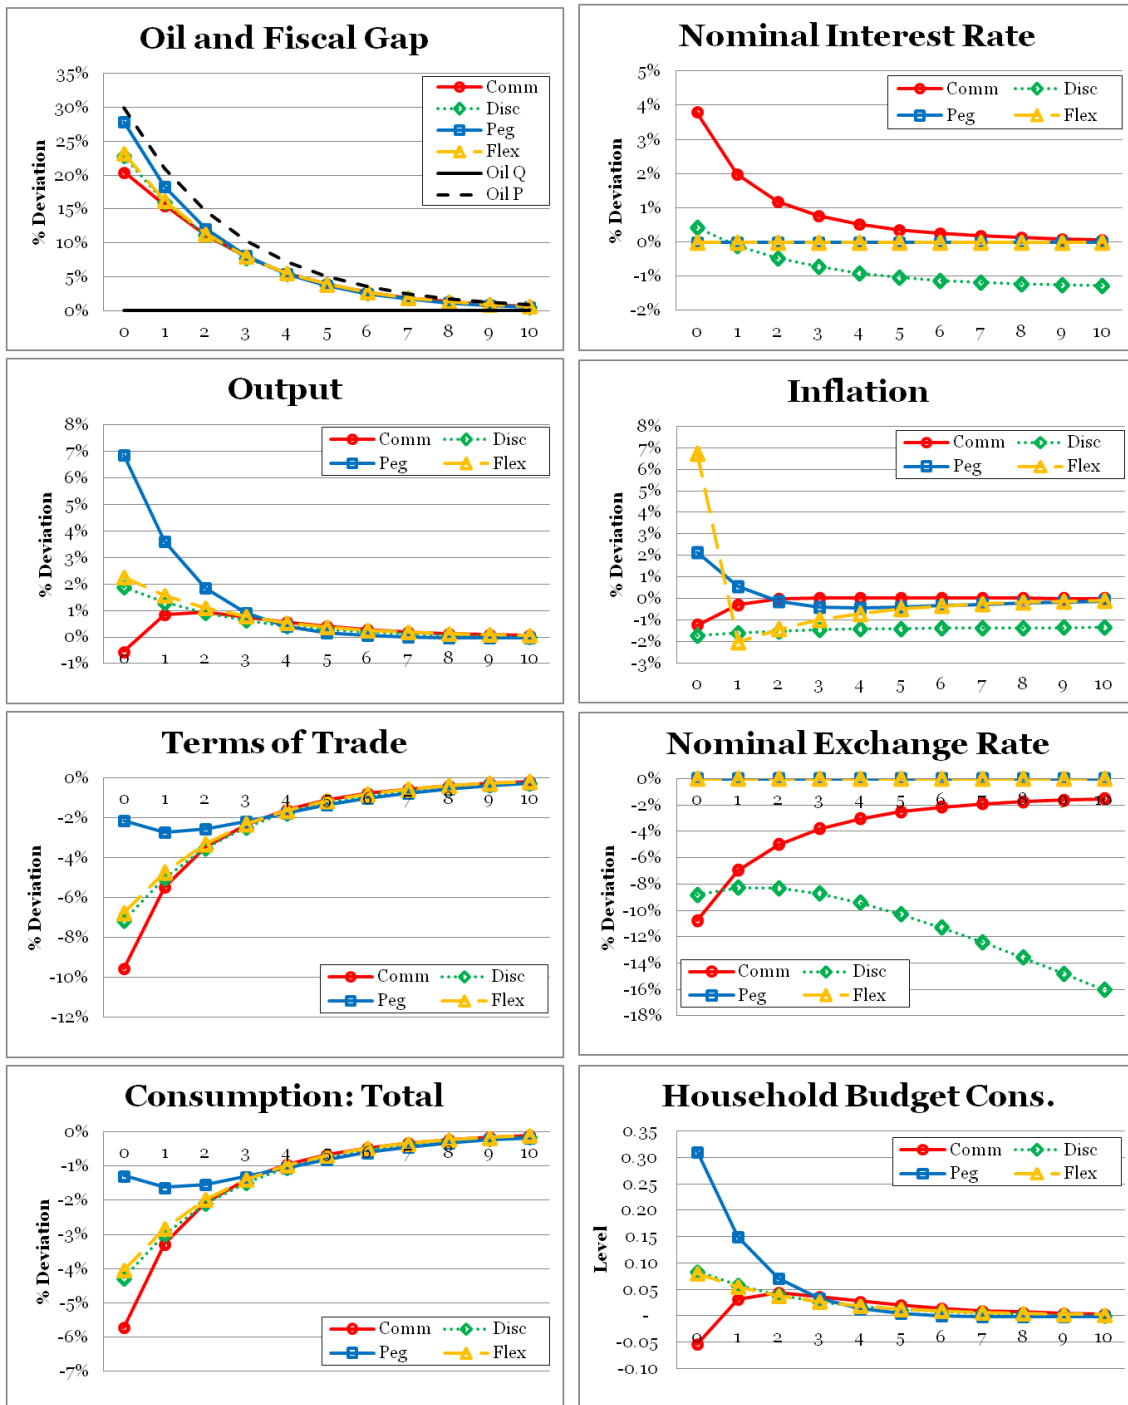 Oil and Fiscal Gap
% Deviation
35%
30%
25%
20%
15%
10%
5%
0%
0 1 2 3 4 5 6 7 8 9 10
Comm
Disc
Peg
Flex
Oil Q
Oil P
Nominal Interest Rate
% Deviation
5%
4%
3%
2%
1%
0%
-1%
-2%
0 1 2 3 4 5 6 7 8 9 10
Comm Disc
Peg Flex
Output
% Deviation
8%
7%
6%
5%
4%
3%
2%
1%
0%
-1%
0 1 2 3 4 5 6 7 8 9 10
Comm Disc
Peg Flex
Inflation
% Deviation
8%
7%
6%
5%
4%
3%
2%
1%
0%
-1%
-2%
-3%
0 1 2 3 4 5 6 7 8 9 10
Comm Disc
Peg Flex
Terms of Trade
% Deviation
0%
-2%
-4%
-6%
-8%
-10%
-12%
0 1 2 3 4 5 6 7 8 9 10
Comm Disc
Peg Flex
Nominal Exchange Rate
% Deviation
0%
-2%
-4%
-6%
-8%
-10%
-12%
-14%
-16%
-18%
0 1 2 3 4 5 6 7 8 9 10
Comm Disc
Peg Flex
Consumption: Total
% Deviation
0%
-1%
-2%
-3%
-4%
-5%
-6%
-7%
0 1 2 3 4 5 6 7 8 9 10
Comm Disc
Peg Flex
Household Budget Cons.
Level
0.35
0.30
0.25
0.20
0.15
0.10
0.05
-
-0.05
-0.10
0 1 2 3 4 5 6 7 8 9 10
Comm Disc
Peg Flex